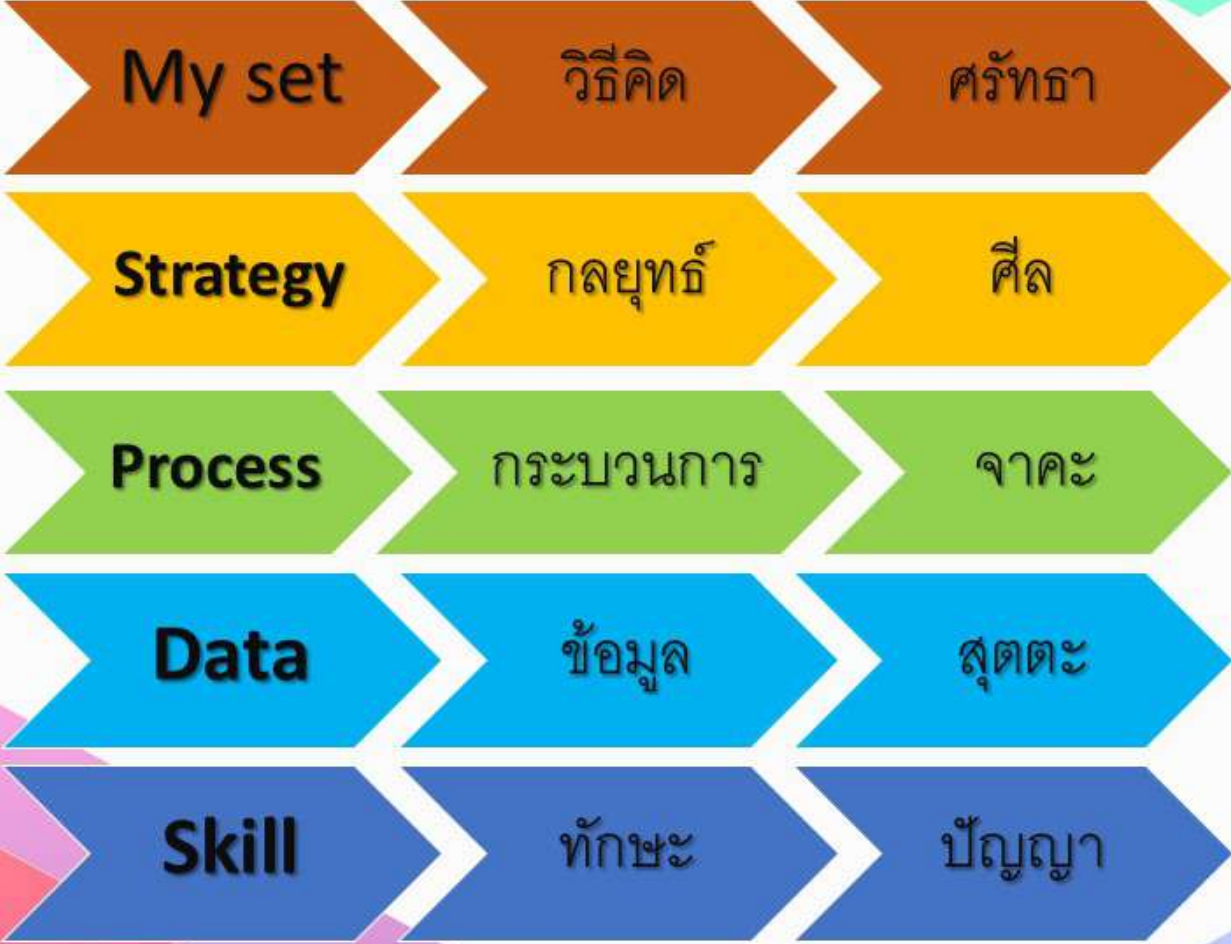 My set วิธีคิด ศรัทธา
Strategy กลยุทธ์ ศีล
Process กระบวนการ จาคะ
Data ข้อมูล สุตตะ
Skill ทักษะ ปัญญา